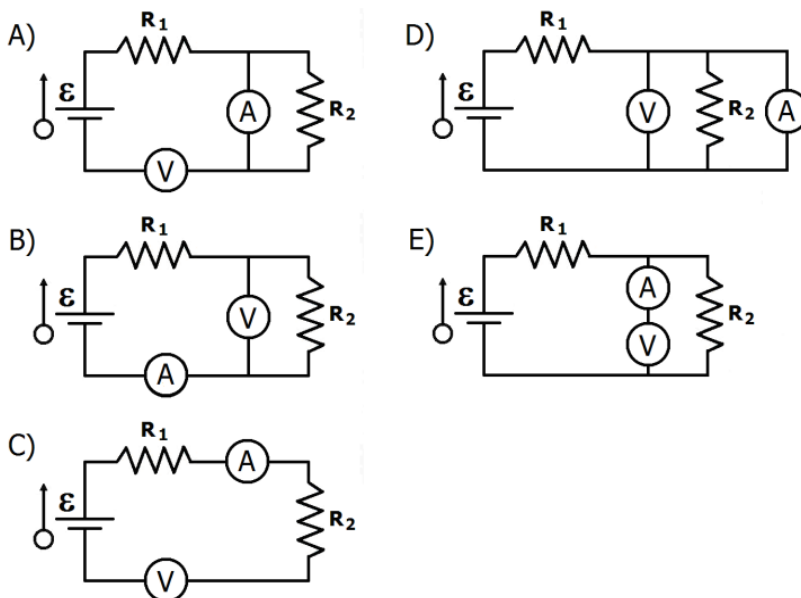 A)
R1
ε
A
R2
V
B)
R1
ε
V
R2
A
C)
R1
A
ε
R2
V
D)
R1
ε
V
R2
A
E)
R1
ε
A
V
R2